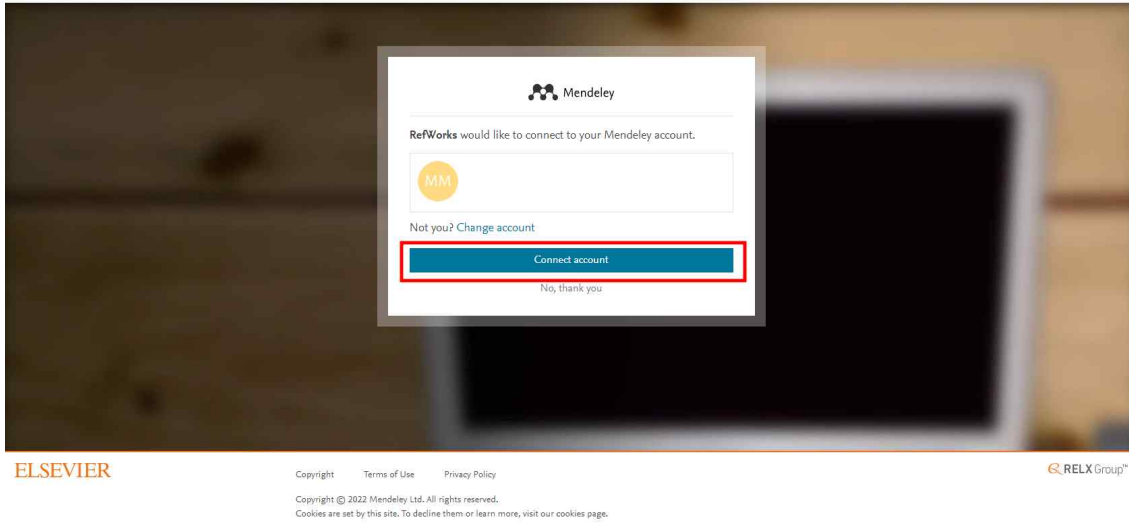 Mendeley
RefWorks would like to connect to your Mendeley account.
MM
Not you? Change account
Connect account
No, thank you
ELSEVIER
Copyright Terms of Use Privacy Policy
RELX Group™
Copyright © 2022 Mendeley Ltd. All rights reserved.
Cookies are set by this site. To decline them or learn more, visit our cookies page.